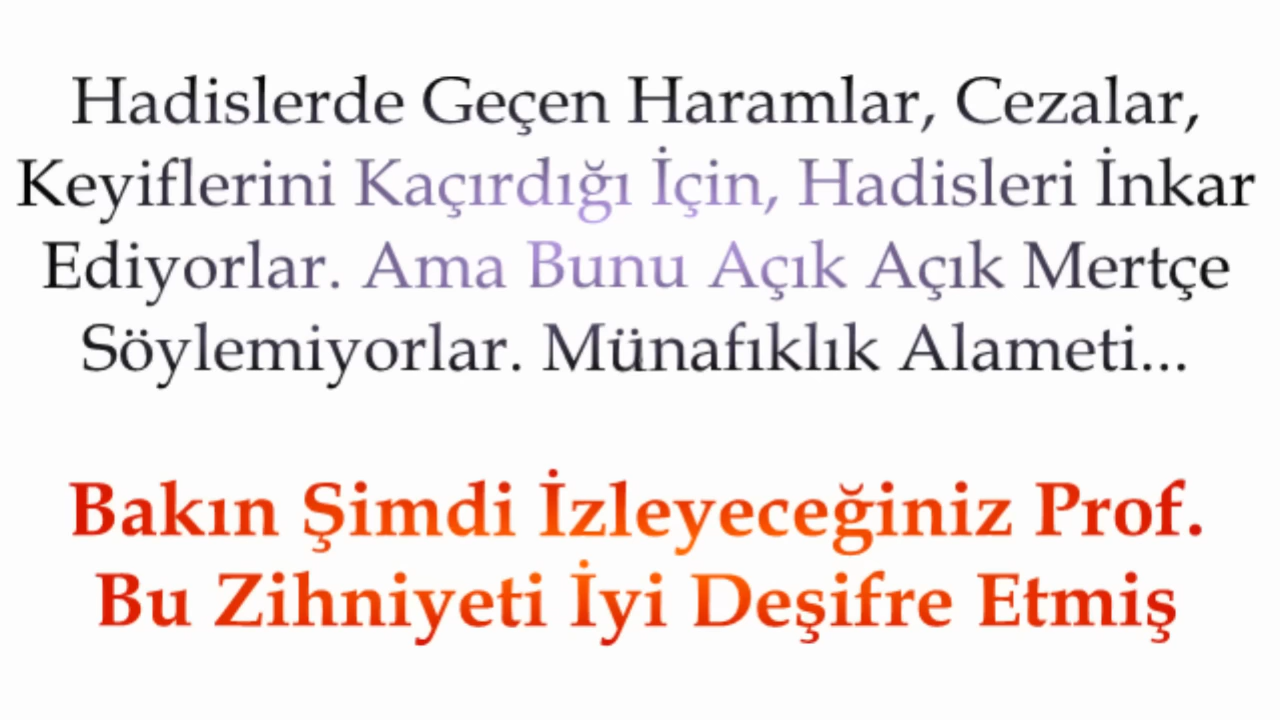 Hadislerde Geçen Haramlar, Cezalar,
Keyiflerini Kaçırdığı İçin, Hadisleri İnkar
Ediyorlar. Ama Bunu Açık Açık Mertçe
Söylemiyorlar. Münafıklık Alameti...
Bakın Şimdi İzleyeceğiniz Prof.
Bu Zihniyeti İyi Deşifre Etmiş